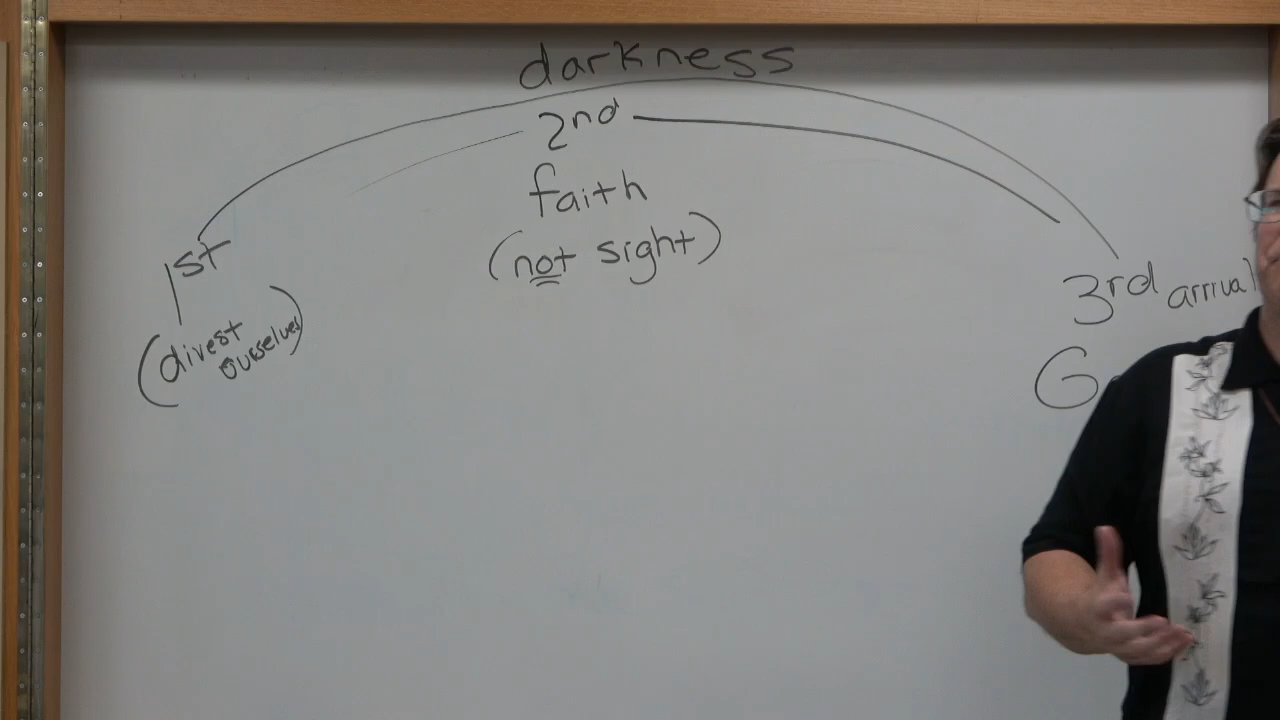 darkness
2nd
faith
(not sight)
1st
(divest
ourselves)
3rd arrival